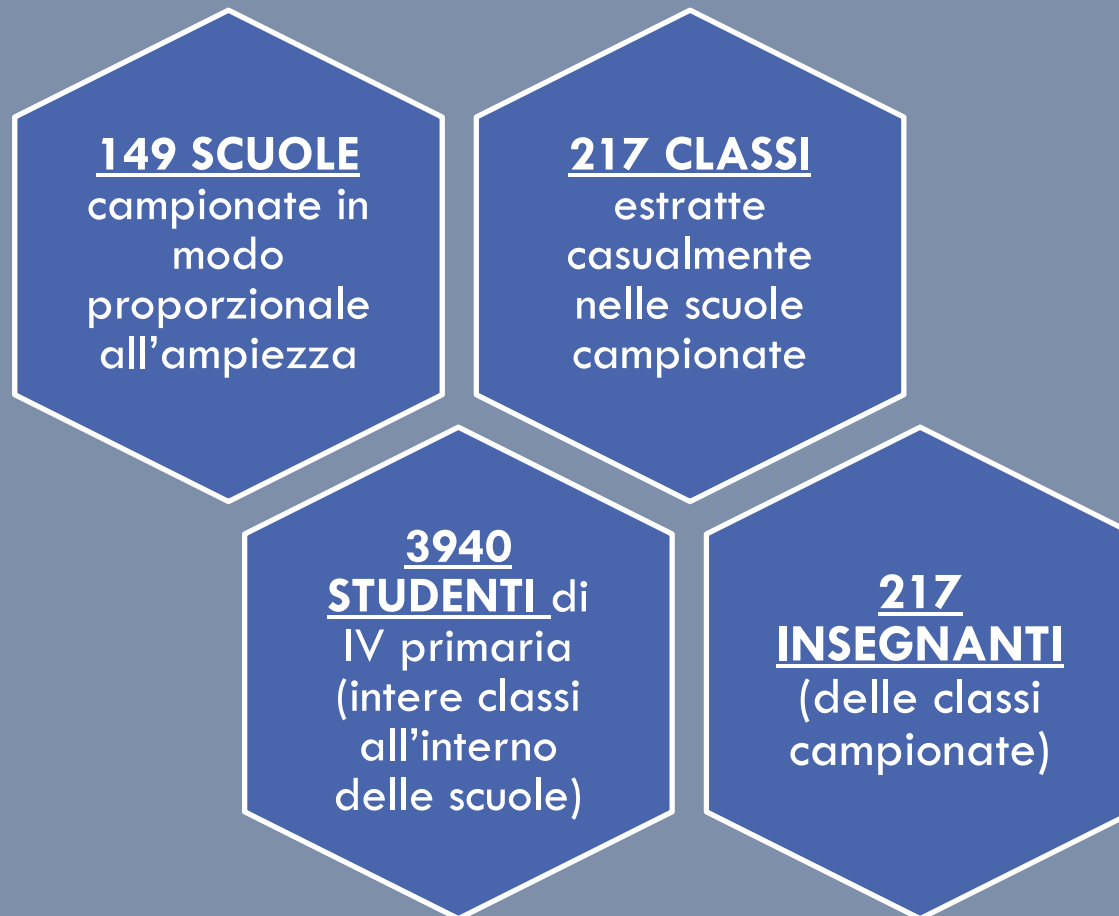 149 SCUOLE
campionate in
modo
proporzionale
all’ampiezza
217 CLASSI
estratte
casualmente
nelle scuole
campionate
3940
STUDENTI di
IV primaria
(intere classi
all’interno
delle scuole)
217
INSEGNANTI
(delle classi
campionate)